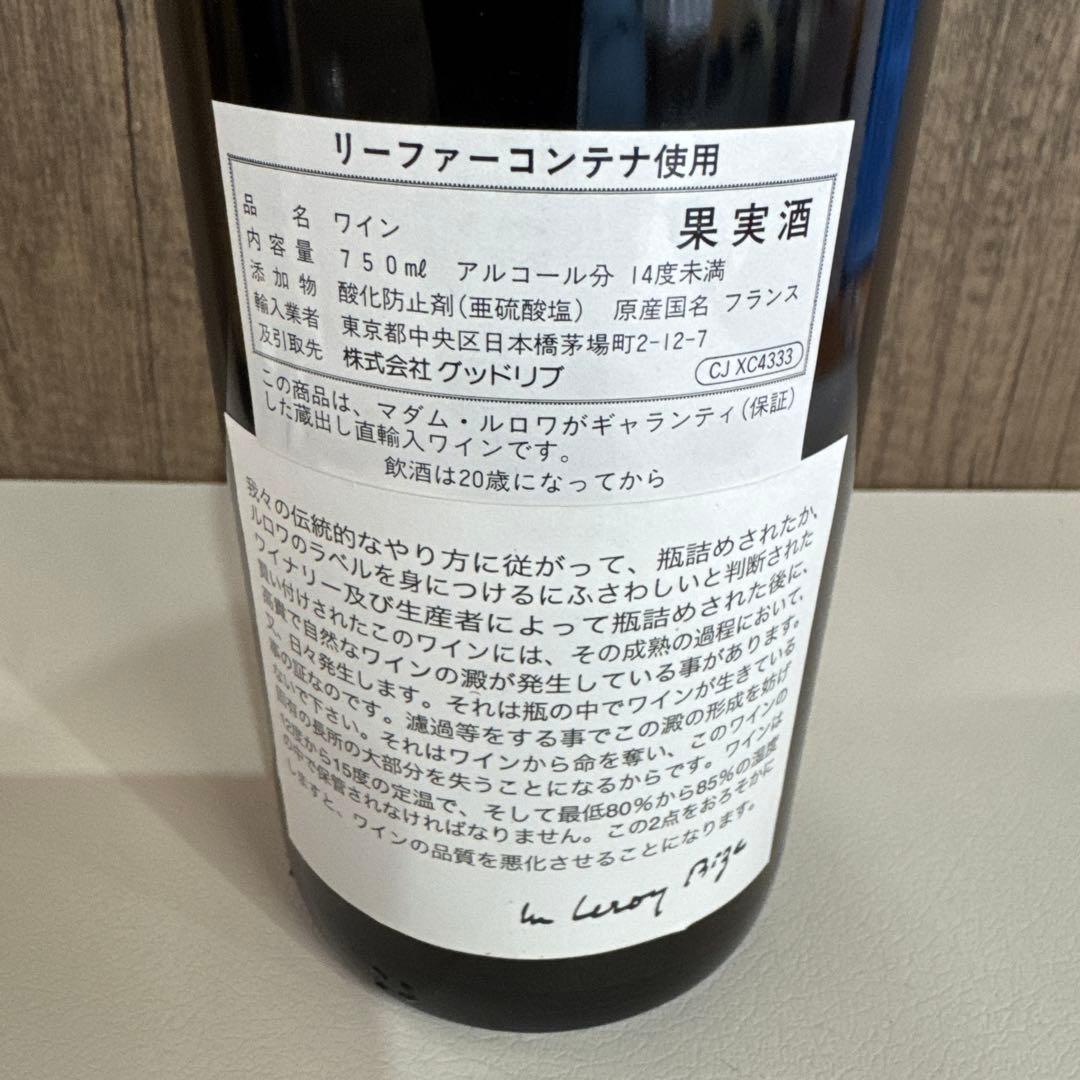 リーファーコンテナ使用
品名 ワイン 果実酒
内容量 750ml アルコール分 14度未満
添加物 酸化防止剤(亜硫酸塩) 原産国名 フランス
輸入業者 東京都中央区日本橋茅場町2-12-7
及引取先 株式会社 グッドリブ CJ XC4333
この商品は、マダム・ルロワがギャランティ(保証)
した蔵出し直輸入ワインです。
飲酒は20歳になってから
我々の伝統的なやり方に従がって、瓶詰めされたか、
ルロワのラベルを身につけるにふさわしいと判断された
ワイナリー及び生産者によって瓶詰めされた後に、
買い付けされたこのワインには、その成熟の過程において、
高貴で自然なワインの澱が発生している事があります。
又、日々発生します。それは瓶の中でワインが生きている
事の証なのです。濾過等をする事でこの澱の形成を妨げ
ないで下さい。それはワインから命を奪い、このワインの
固有の長所の大部分を失うことになるからです。ワインは
12度から15度の定温で、そして最低80%から85%の湿度
の中で保管されなければなりません。この2点をおろそかに
しますと、ワインの品質を悪化させることになります。
Leroy Bize